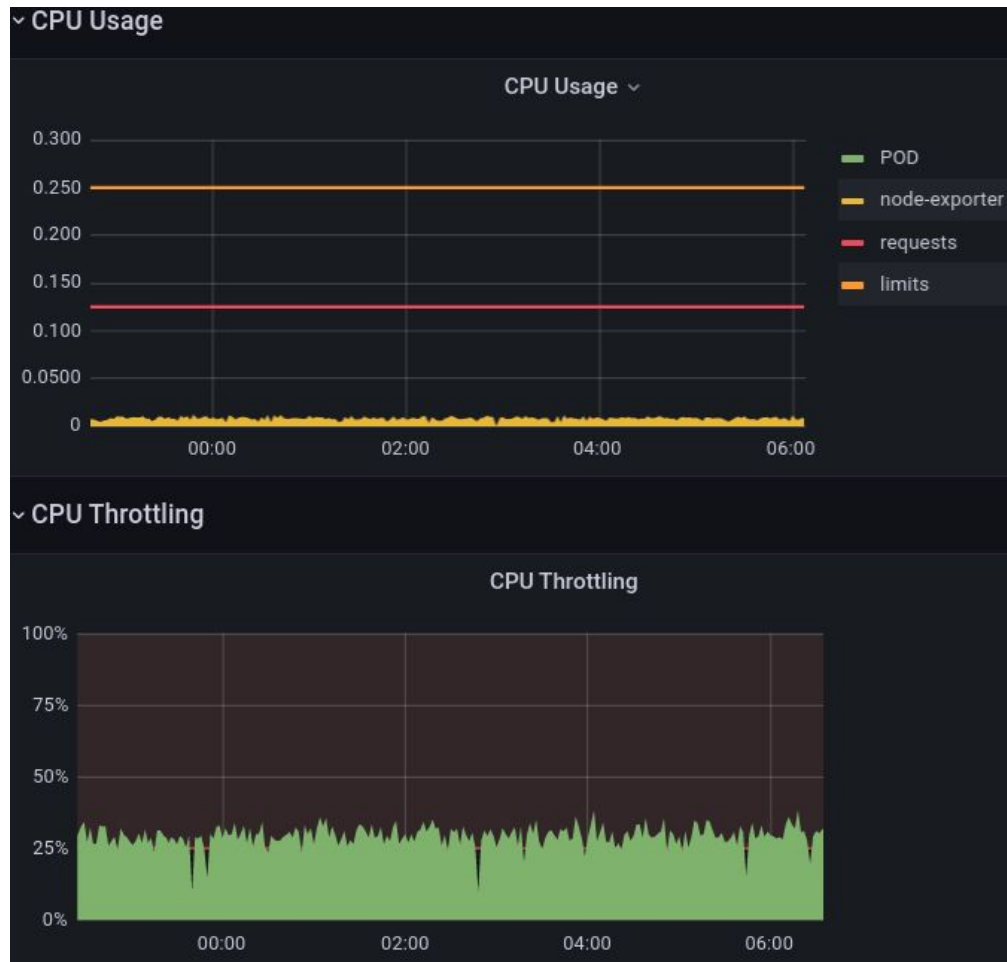 CPU Usage
CPU Usage
0.300
0.250
0.200
0.150
0.100
0.0500
0
00:00
02:00
04:00
06:00
POD
node-exporter
requests
limits
CPU Throttling
CPU Throttling
100%
75%
50%
25%
0%
00:00
02:00
04:00
06:00